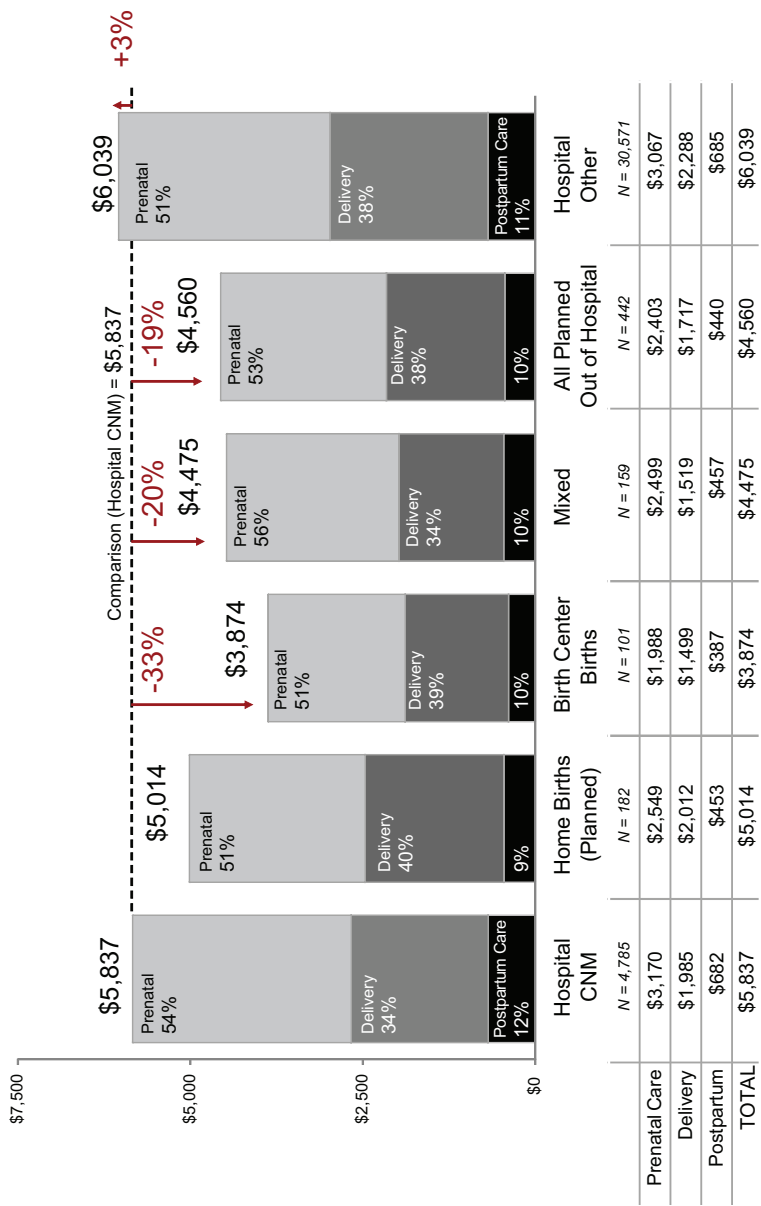 $7,500
$5,000
$2,500
$0
Comparison (Hospital CNM) = $5,837
$5,837
Prenatal
54%
Delivery
34%
Postpartum Care
12%
$5,014
Prenatal
51%
Delivery
40%
9%
-33%
$3,874
Prenatal
51%
Delivery
39%
10%
-20%
$4,475
Prenatal
56%
Delivery
34%
10%
-19%
$4,560
Prenatal
53%
Delivery
38%
10%
+3%
$6,039
Prenatal
51%
Delivery
38%
Postpartum Care
11%
Hospital
CNM
Home Births
(Planned)
Birth Center
Births
Mixed
All Planned
Out of Hospital
Hospital
Other
N = 4,785 N = 182 N = 101 N = 159 N = 442 N = 30,571
Prenatal Care $3,170 $2,549 $1,988 $2,499 $2,403 $3,067
Delivery $1,985 $2,012 $1,499 $1,519 $1,717 $2,288
Postpartum $682 $453 $387 $457 $440 $685
TOTAL $5,837 $5,014 $3,874 $4,475 $4,560 $6,039